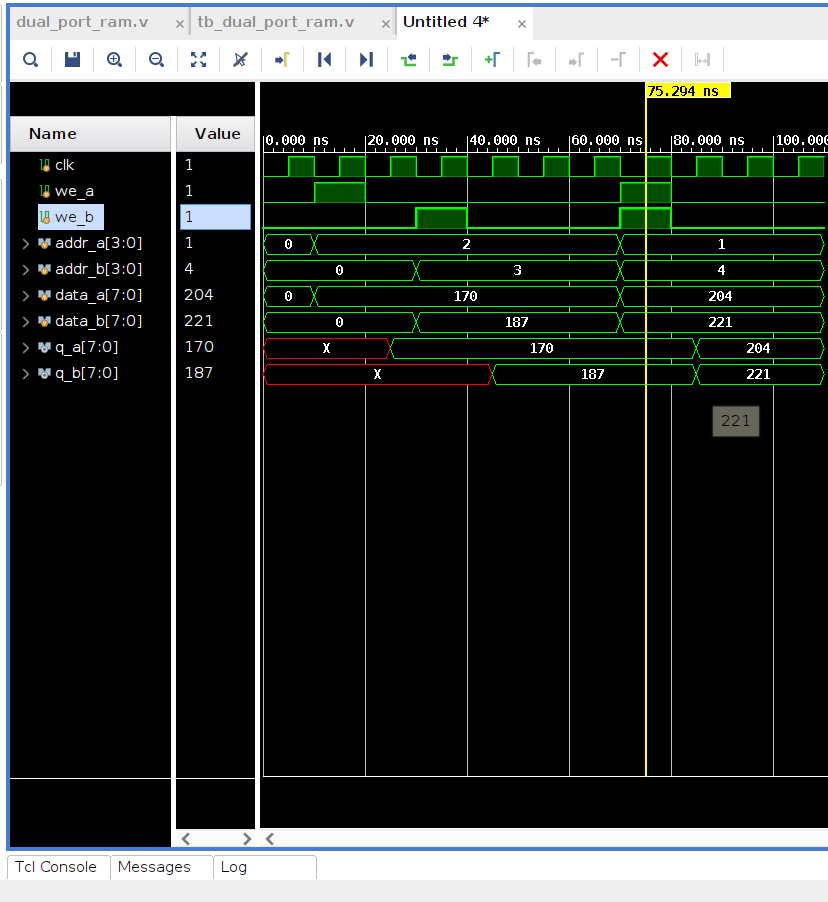 dual_port_ram.v × tb_dual_port_ram.v × Untitled 4* ×
75.294 ns
Name Value 0.000 ns 20.000 ns 40.000 ns 60.000 ns 80.000 ns 100.00
clk 1
we_a 1
we_b 1
addr_a[3:0] 1 0 2 1
addr_b[3:0] 4 0 3 4
data_a[7:0] 204 0 170 204
data_b[7:0] 221 0 187 221
q_a[7:0] 170 X 170 204
q_b[7:0] 187 X 187 221
221
Tcl Console Messages Log